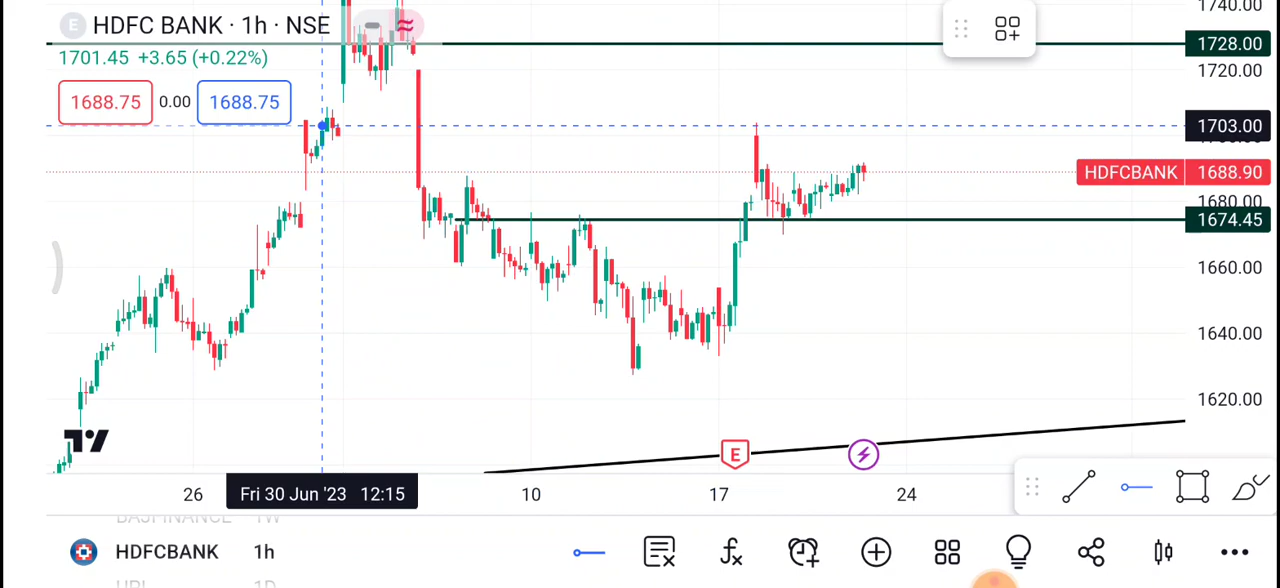 1740.00
E HDFC BANK · 1h · NSE
1728.00
1701.45 +3.65 (+0.22%)
1720.00
1688.75 0.00 1688.75
1703.00
HDFCBANK 1688.90
1680.00
1674.45
1660.00
1640.00
1620.00
E
26 Fri 30 Jun '23 12:15 10 17 24
BAJFINANCE 1W
HDFCBANK 1h